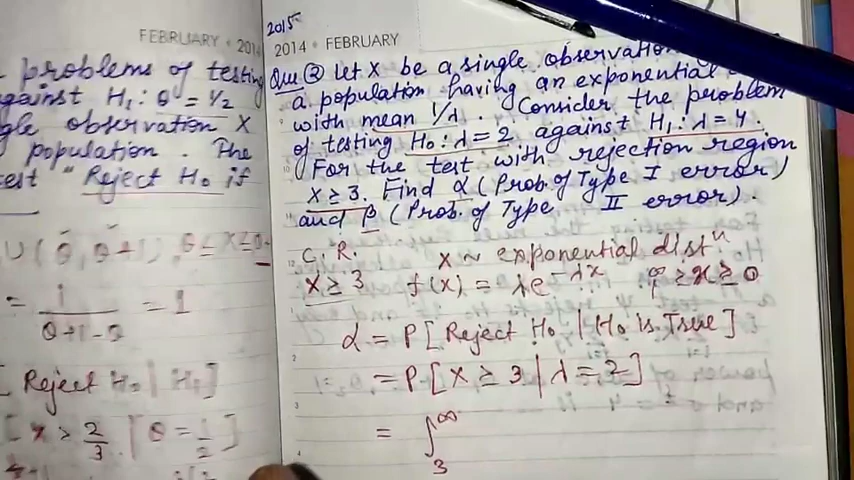 FEBRUARY • 201
problems of testing
gainst H₁: θ = 1/2
gle observation X
population. The
est "Reject H₀ if
U(θ, θ+1), θ ≤ x ≤ θ
= 1/(θ+1-θ) = 1
Reject H₀ | H₁]
[x > 2/3 | θ = 1/2]
2015
2014 • FEBRUARY
Que ② Let X be a single observation
a population having an exponential
with mean 1/λ. Consider the problem
of testing H₀: λ = 2 against H₁: λ = 4.
For the test with rejection region
X ≥ 3. Find α (Prob. of Type I error)
and β (Prob. of Type II error).
C.R. X ~ exponential distⁿ
X ≥ 3 f(x) = λe^-λx ∞ ≥ x ≥ 0
α = P[Reject H₀ | H₀ is True]
= P[X ≥ 3 | λ = 2]
= ∫₃^∞